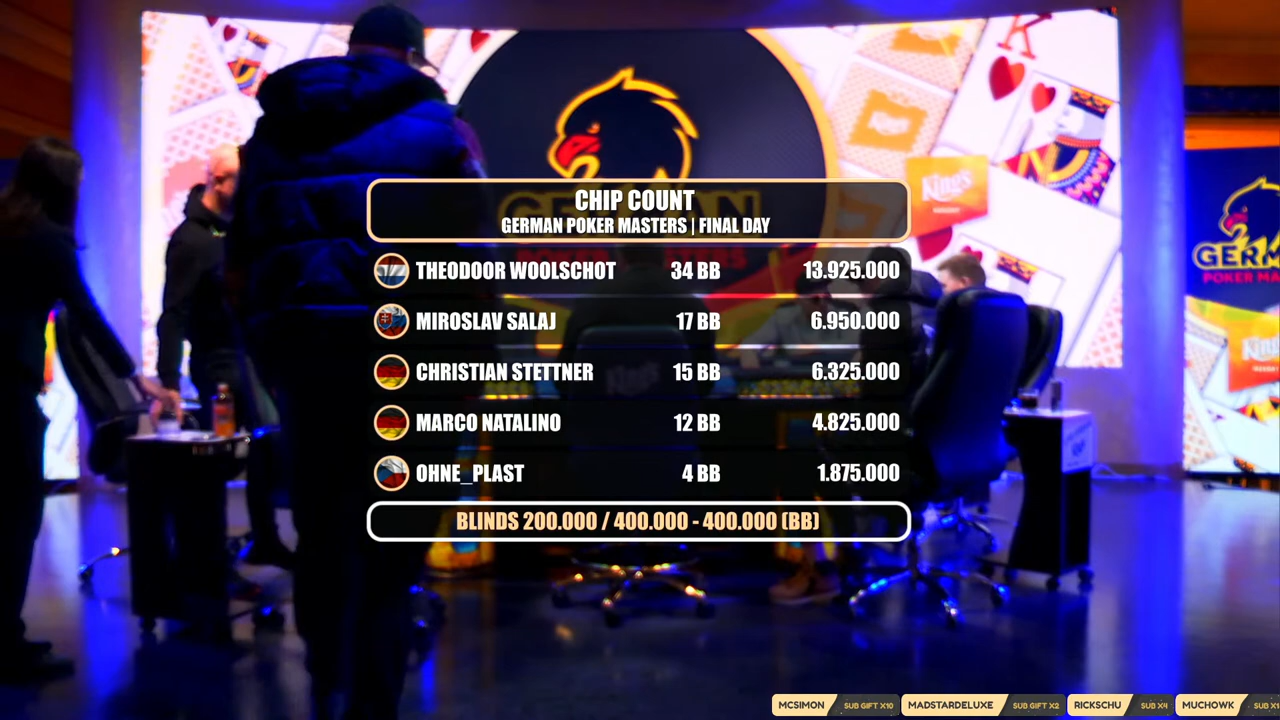 K
King's
CHIP COUNT
GERMAN POKER MASTERS | FINAL DAY
THEODOOR WOOLSCHOT 34 BB 13.925.000
MIROSLAV SALAJ 17 BB 6.950.000
CHRISTIAN STETTNER 15 BB 6.325.000
MARCO NATALINO 12 BB 4.825.000
OHNE_PLAST 4 BB 1.875.000
BLINDS 200.000 / 400.000 - 400.000 (BB)
MCSIMON SUB GIFT X10 MADSTARDELUXE SUB GIFT X2 RICKSCHU SUB X4 MUCHOWK